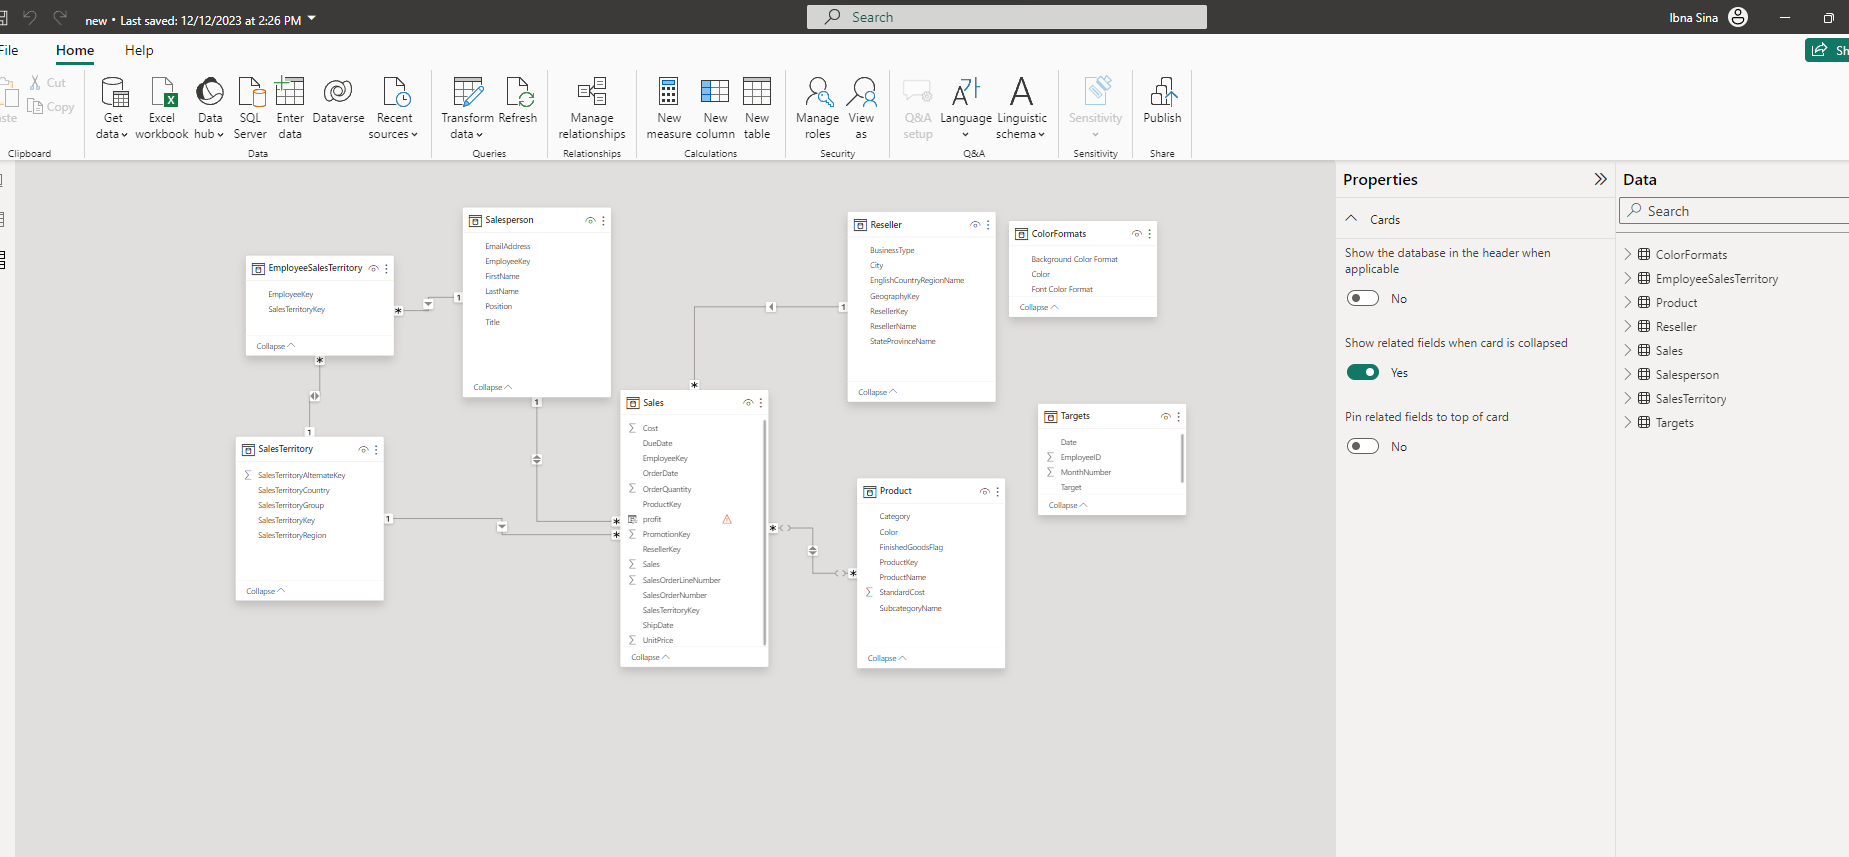 new • Last saved: 12/12/2023 at 2:26 PM
Search
Ibna Sina
File
Home
Help
Sh
Cut
Copy
aste
Clipboard
Get data
Excel workbook
Data hub
SQL Server
Enter data
Dataverse
Recent sources
Data
Transform data
Refresh
Queries
Manage relationships
Relationships
New measure
New column
New table
Calculations
Manage roles
View as
Security
Q&A setup
Language
Linguistic schema
Q&A
Sensitivity
Sensitivity
Publish
Share
EmployeeSalesTerritory
EmployeeKey
SalesTerritoryKey
Collapse
Salesperson
EmailAddress
EmployeeKey
FirstName
LastName
Position
Title
Collapse
Reseller
BusinessType
City
EnglishCountryRegionName
GeographyKey
ResellerKey
ResellerName
StateProvinceName
Collapse
ColorFormats
Background Color Format
Color
Font Color Format
Collapse
SalesTerritory
SalesTerritoryAlternateKey
SalesTerritoryCountry
SalesTerritoryGroup
SalesTerritoryKey
SalesTerritoryRegion
Collapse
Sales
Cost
DueDate
EmployeeKey
OrderDate
OrderQuantity
ProductKey
profit
PromotionKey
ResellerKey
Sales
SalesOrderLineNumber
SalesOrderNumber
SalesTerritoryKey
ShipDate
UnitPrice
Collapse
Product
Category
Color
FinishedGoodsFlag
ProductKey
ProductName
StandardCost
SubcategoryName
Collapse
Targets
Date
EmployeeID
MonthNumber
Target
Collapse
1
*
*
1
1
*
1
*
1
*
*
*
Properties
Cards
Show the database in the header when
applicable
No
Show related fields when card is collapsed
Yes
Pin related fields to top of card
No
Data
Search
ColorFormats
EmployeeSalesTerritory
Product
Reseller
Sales
Salesperson
SalesTerritory
Targets